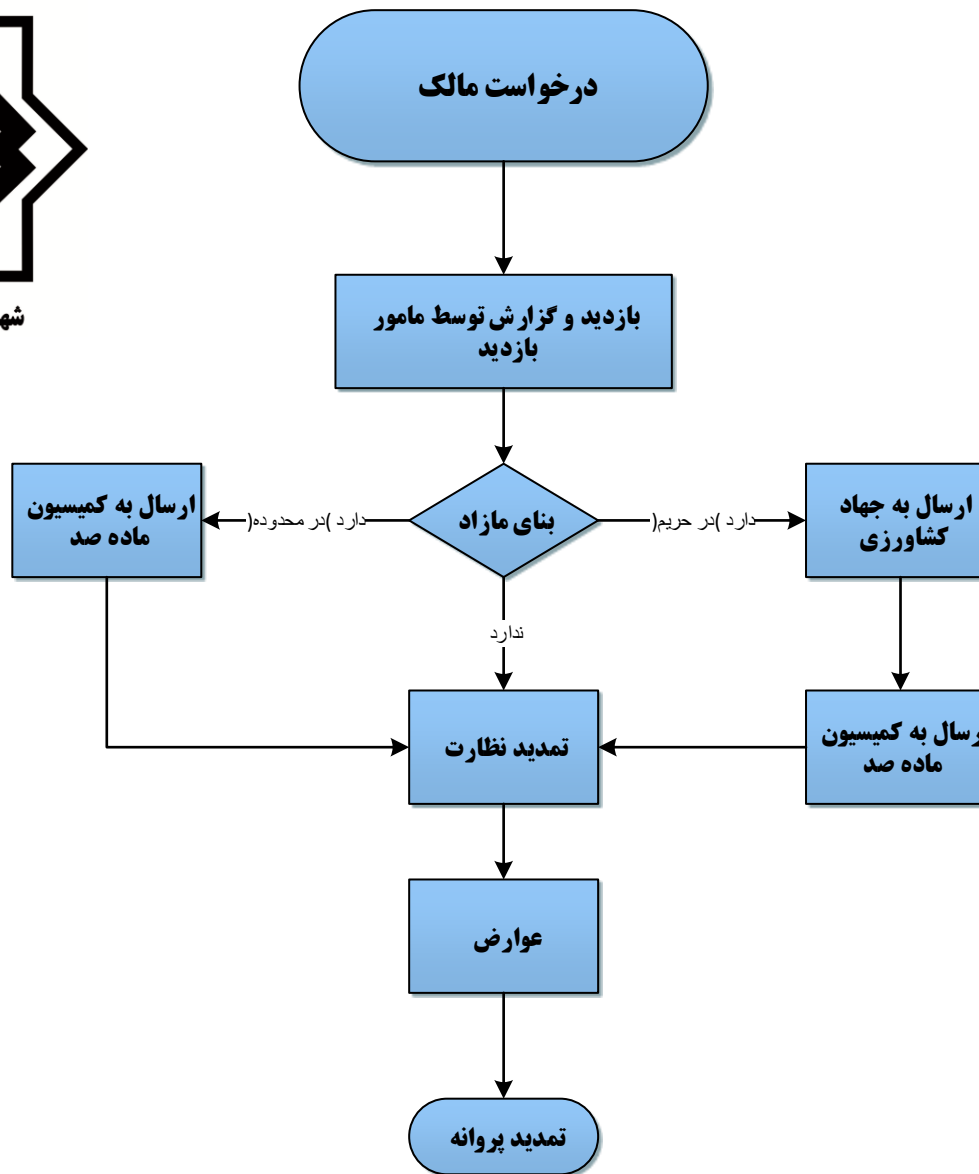 درخواست مالک
بازدید و گزارش توسط مامور
بازدید
بنای مازاد
دارد )در حریم(
ارسال به جهاد
کشاورزی
دارد )در محدوده(
ارسال به کمیسیون
ماده صد
ندارد
تمدید نظارت
به کمیسیون
ماده صد
عوارض
تمدید پروانه